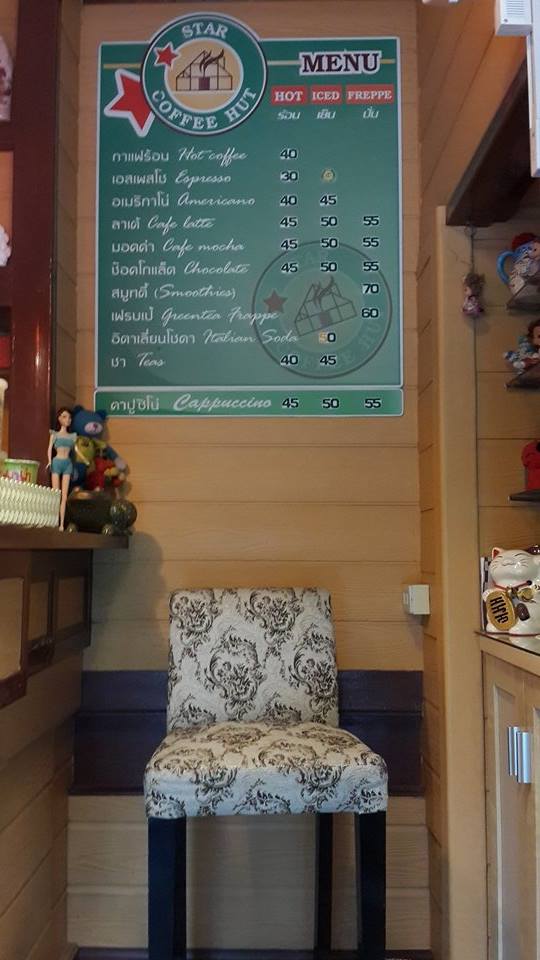 STAR
COFFEE HUT
MENU
HOT ICED FREPPE
ร้อน เย็น ปั่น
กาแฟร้อน Hot coffee 40
เอสเพสโซ่ Espresso 30
อเมริกาโน่ Americano 40 45
ลาเต้ Cafe latte 45 50 55
มอคค่า Cafe mocha 45 50 55
ช็อคโกแล็ต Chocolate 45 50 55
สมูทตี้ (Smoothies) 70
เฟรบเป้ Greentea Frappe 60
อิตาเลี่ยนโซดา Italian Soda 50
ชา Teas 40 45
คาปูชิโน่ Cappuccino 45 50 55